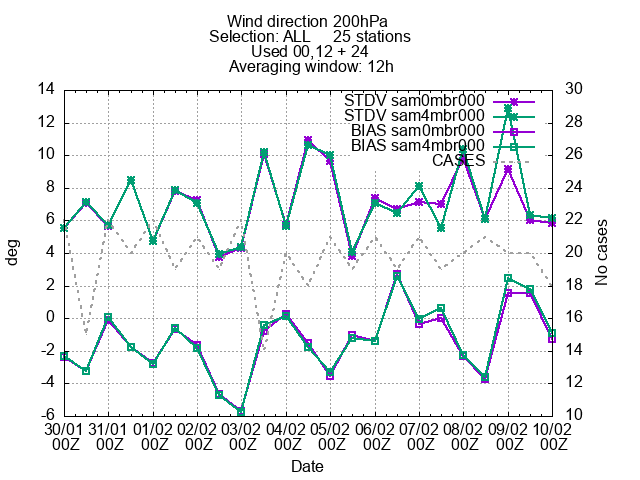 Wind direction 200hPa
Selection: ALL 25 stations
Used 00,12 + 24
Averaging window: 12h
STDV sam0mbr000
STDV sam4mbr000
BIAS sam0mbr000
BIAS sam4mbr000
CASES
14
12
10
8
6
4
2
0
-2
-4
-6
deg
30
28
26
24
22
20
18
16
14
12
10
No cases
30/01 31/01 01/02 02/02 03/02 04/02 05/02 06/02 07/02 08/02 09/02 10/02
00Z 00Z 00Z 00Z 00Z 00Z 00Z 00Z 00Z 00Z 00Z 00Z
Date